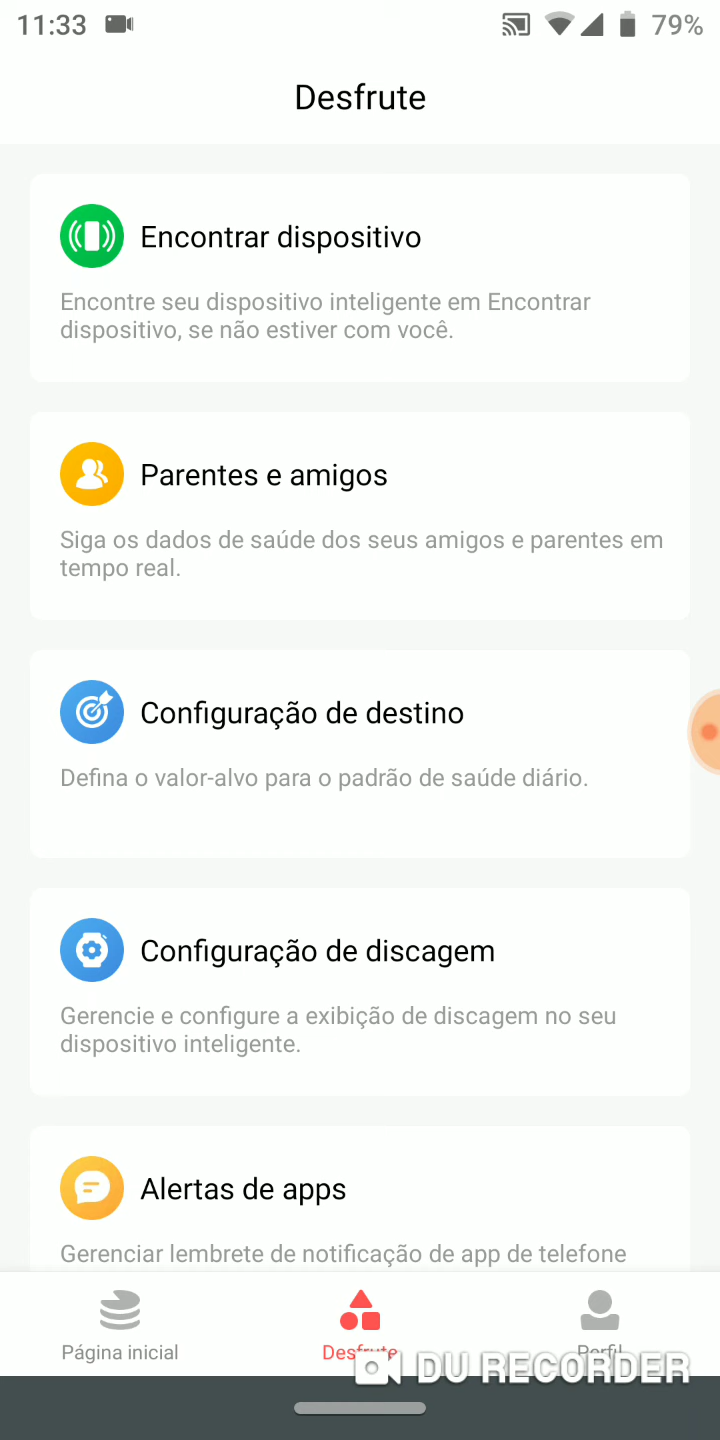 11:33
79%
Desfrute
Encontrar dispositivo
Encontre seu dispositivo inteligente em Encontrar
dispositivo, se não estiver com você.
Parentes e amigos
Siga os dados de saúde dos seus amigos e parentes em
tempo real.
Configuração de destino
Defina o valor-alvo para o padrão de saúde diário.
Configuração de discagem
Gerencie e configure a exibição de discagem no seu
dispositivo inteligente.
Alertas de apps
Gerenciar lembrete de notificação de app de telefone
Página inicial
Desfrute
Perfil
DU RECORDER